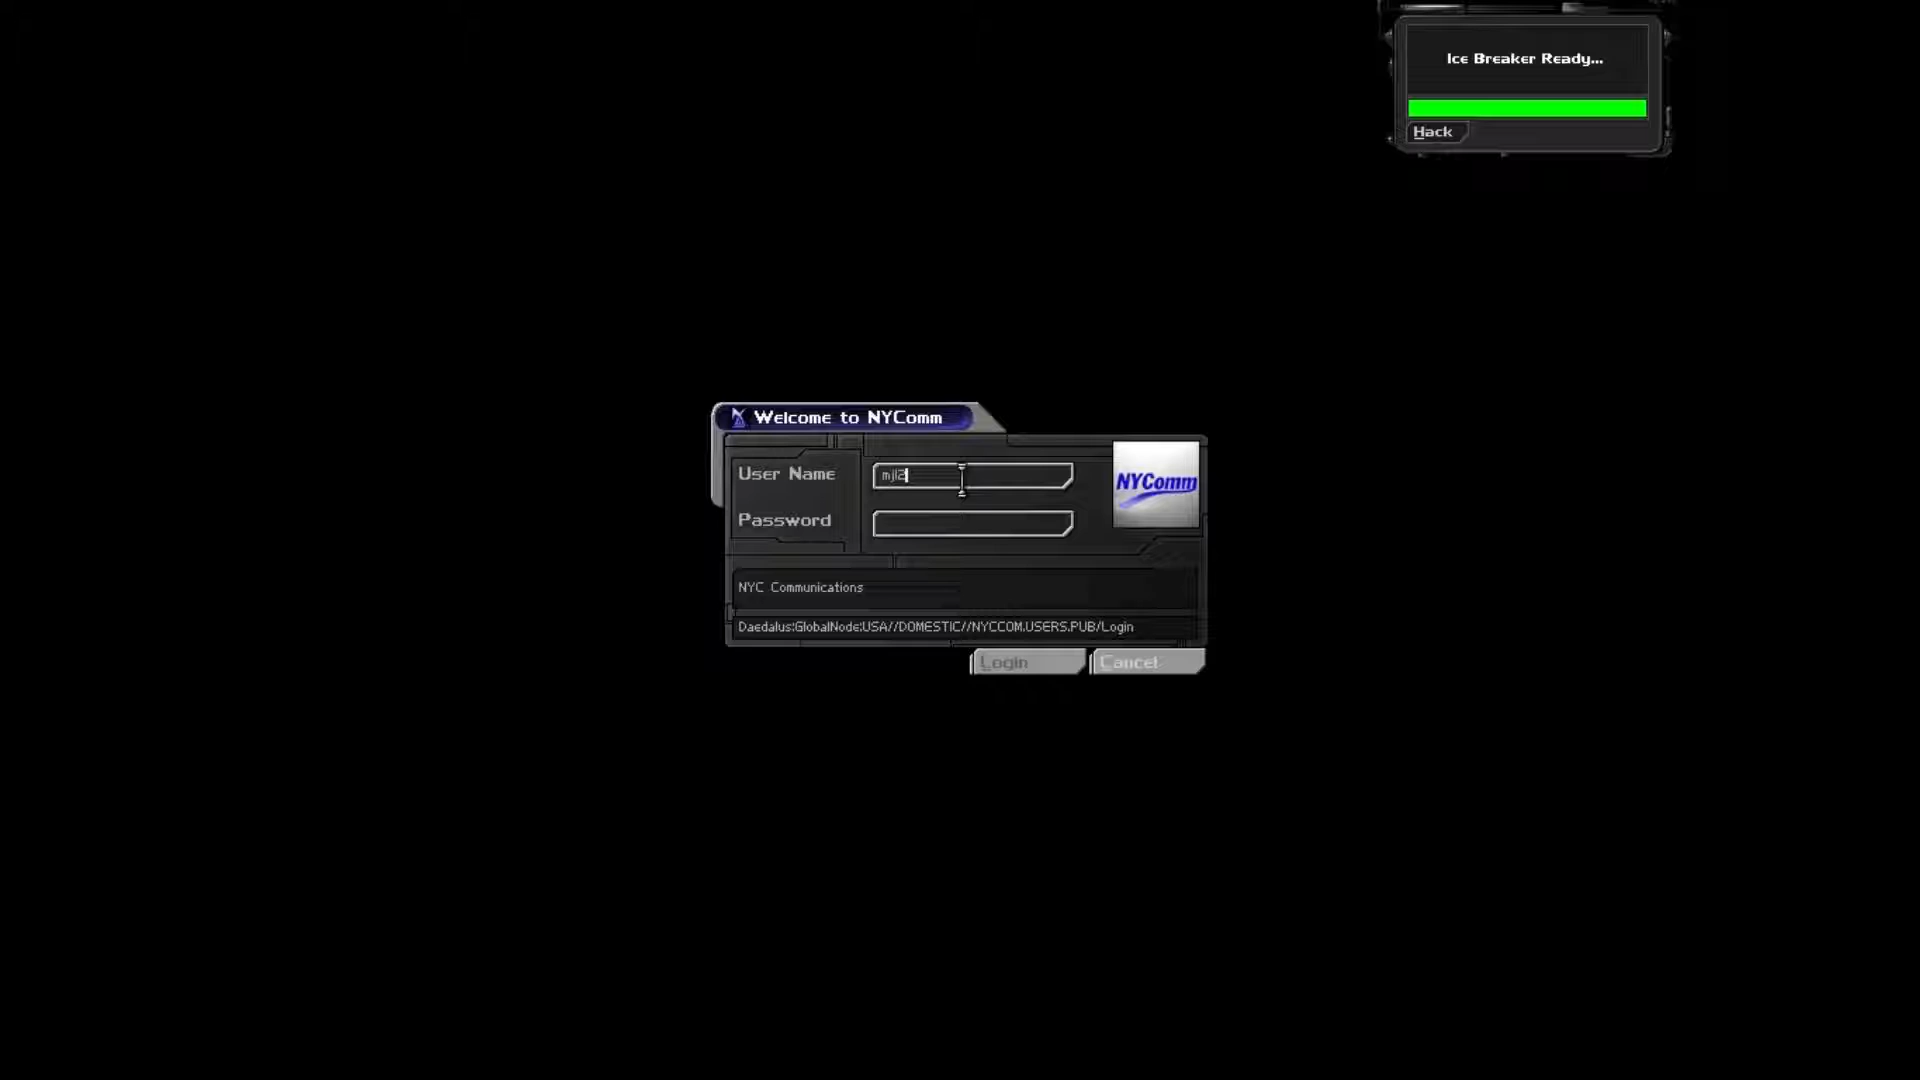 Ice Breaker Ready...
Hack
Welcome to NYComm
User Name
mjl2
NYComm
Password
NYC Communications
Daedalus:GlobalNode:USA//DOMESTIC//NYCCOM.USERS.PUB/Login
Login
Cancel